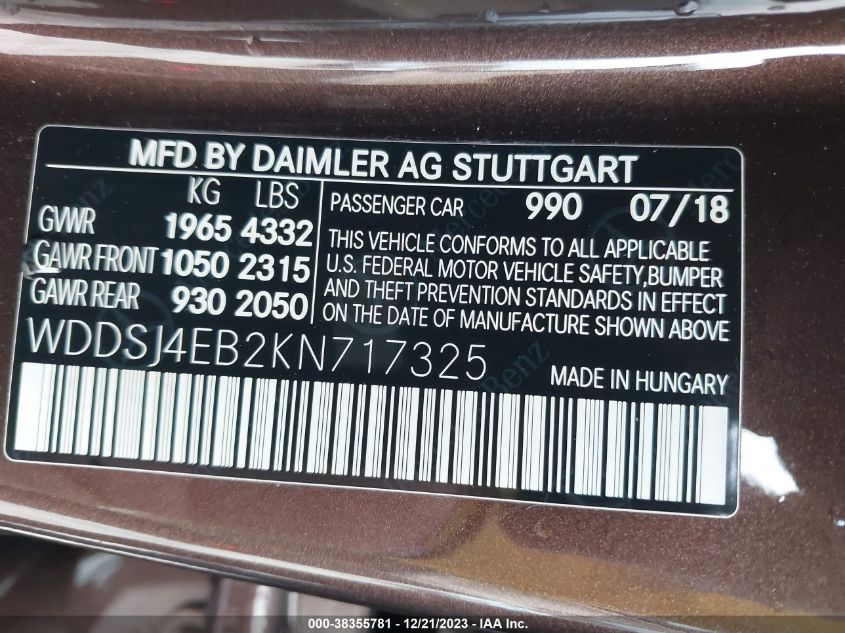 MFD BY DAIMLER AG STUTTGART
KG LBS
GVWR 1965 4332
GAWR FRONT 1050 2315
GAWR REAR 930 2050
PASSENGER CAR 990 07/18
THIS VEHICLE CONFORMS TO ALL APPLICABLE
U.S. FEDERAL MOTOR VEHICLE SAFETY,BUMPER
AND THEFT PREVENTION STANDARDS IN EFFECT
ON THE DATE OF MANUFACTURE SHOWN ABOVE
WDDSJ4EB2KN717325
MADE IN HUNGARY
000-38355781 - 12/21/2023 - © Copyright 2023 IAA, Inc.